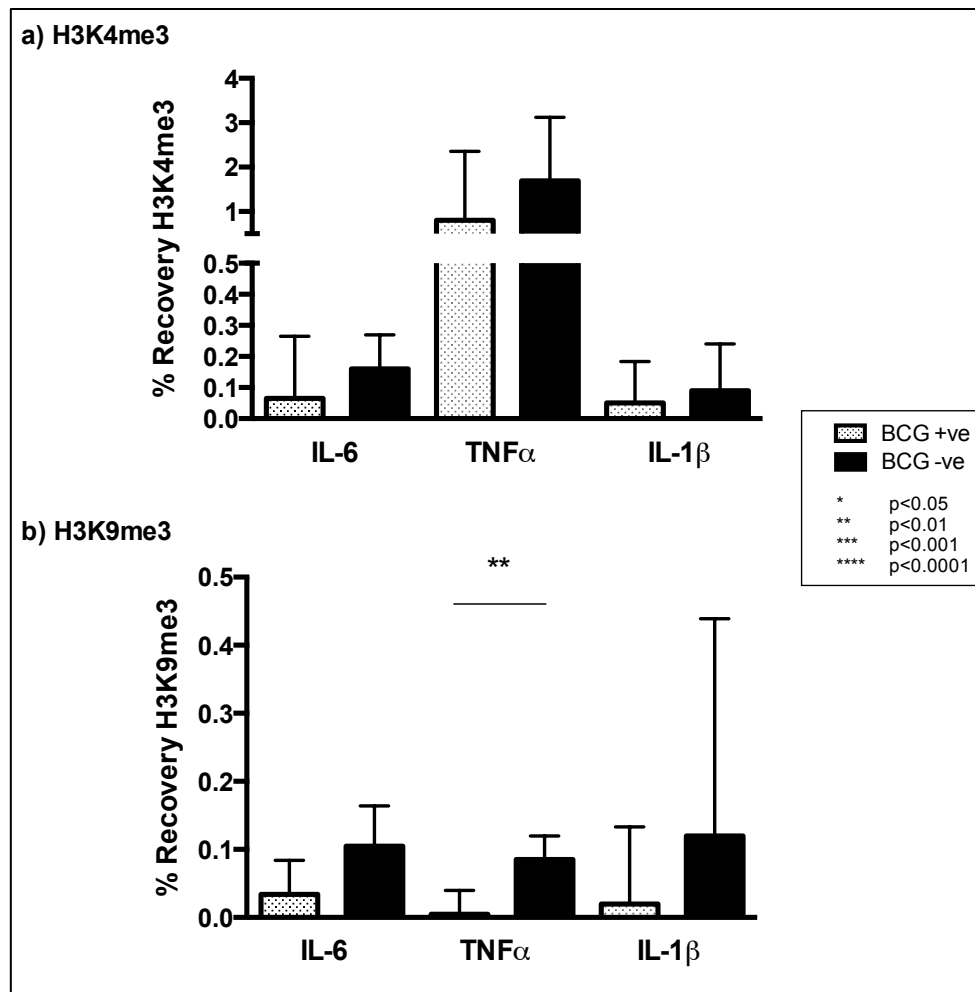 a) H3K4me3
% Recovery H3K4me3
4
3
2
1
0.5
0.4
0.3
0.2
0.1
0.0
IL-6 TNFα IL-1β
BCG +ve
BCG -ve
* p<0.05
** p<0.01
*** p<0.001
**** p<0.0001
b) H3K9me3
% Recovery H3K9me3
0.5
0.4
0.3
0.2
0.1
0.0
**
IL-6 TNFα IL-1β